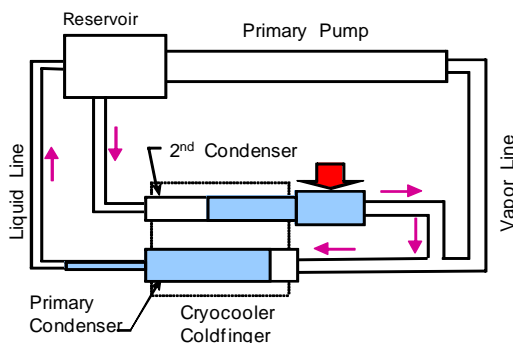 Reservoir
Primary Pump
2nd Condenser
Liquid Line
Vapor Line
Primary
Condenser
Cryocooler
Coldfinger